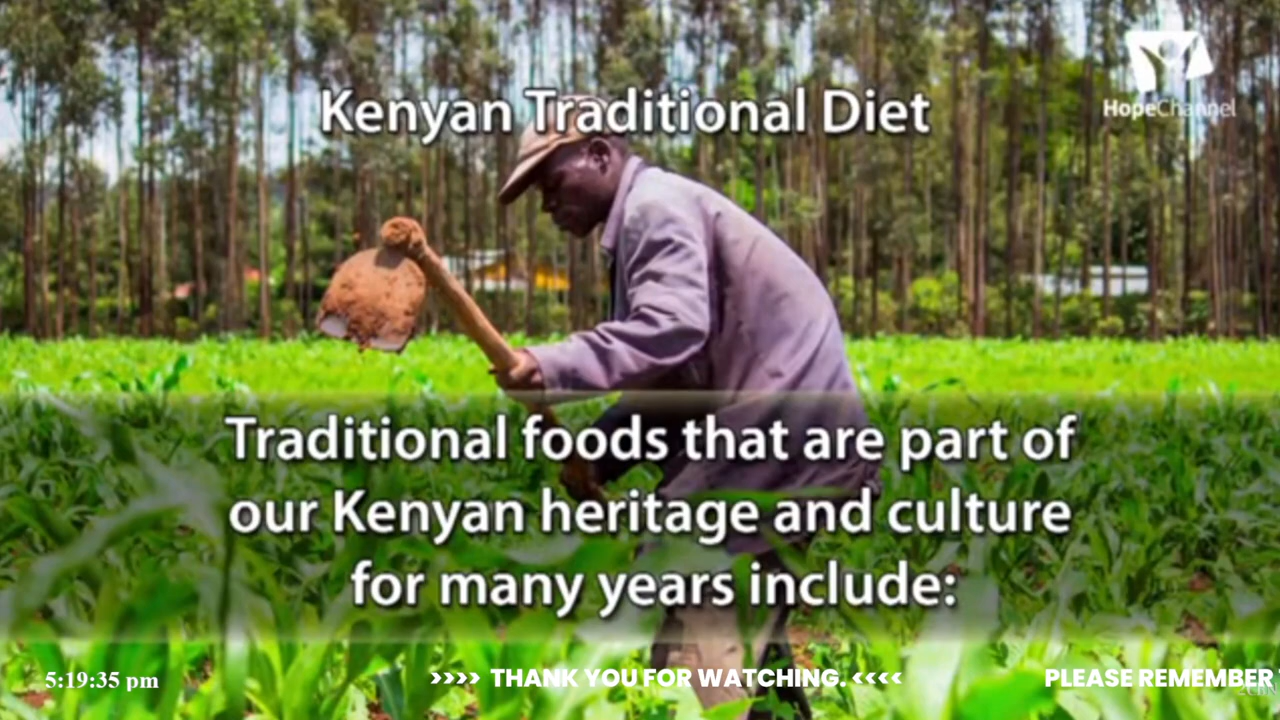 HopeChannel
Kenyan Traditional Diet
Traditional foods that are part of
our Kenyan heritage and culture
for many years include:
5:19:35 pm
>>>> THANK YOU FOR WATCHING. <<<<
PLEASE REMEMBER